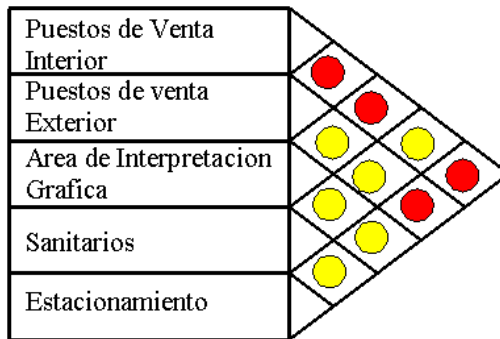 Puestos de Venta
Interior
Puestos de venta
Exterior
Area de Interpretacion
Grafica
Sanitarios
Estacionamiento